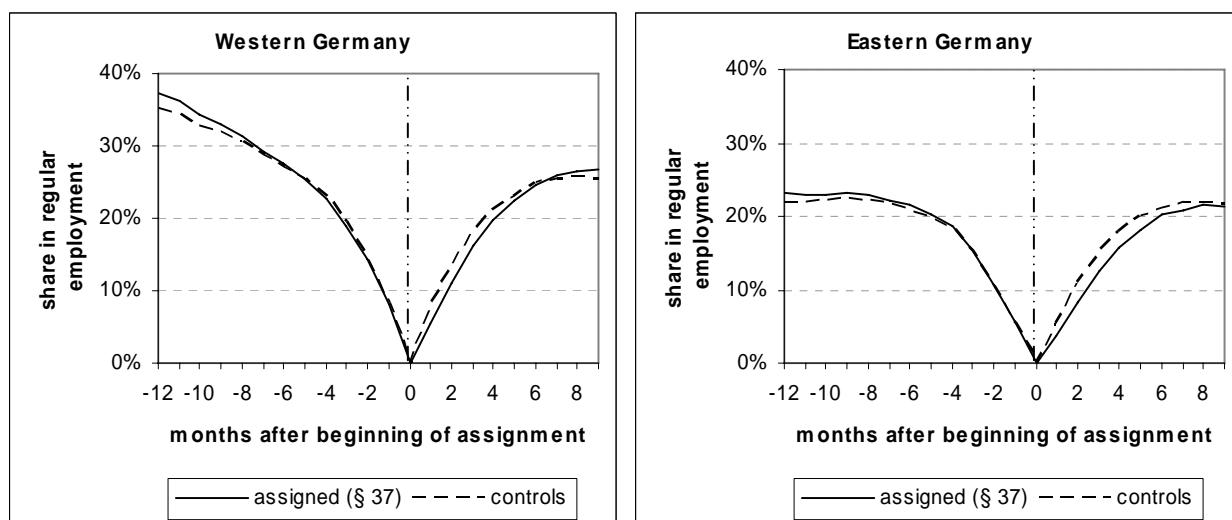 Western Germany
40%
30%
20%
10%
0%
share in regular
employment
-12 -10 -8 -6 -4 -2 0 2 4 6 8
months after beginning of assignment
assigned (§ 37) controls
Eastern Germany
40%
30%
20%
10%
0%
share in regular
employment
-12 -10 -8 -6 -4 -2 0 2 4 6 8
months after beginning of assignment
assigned (§ 37) controls